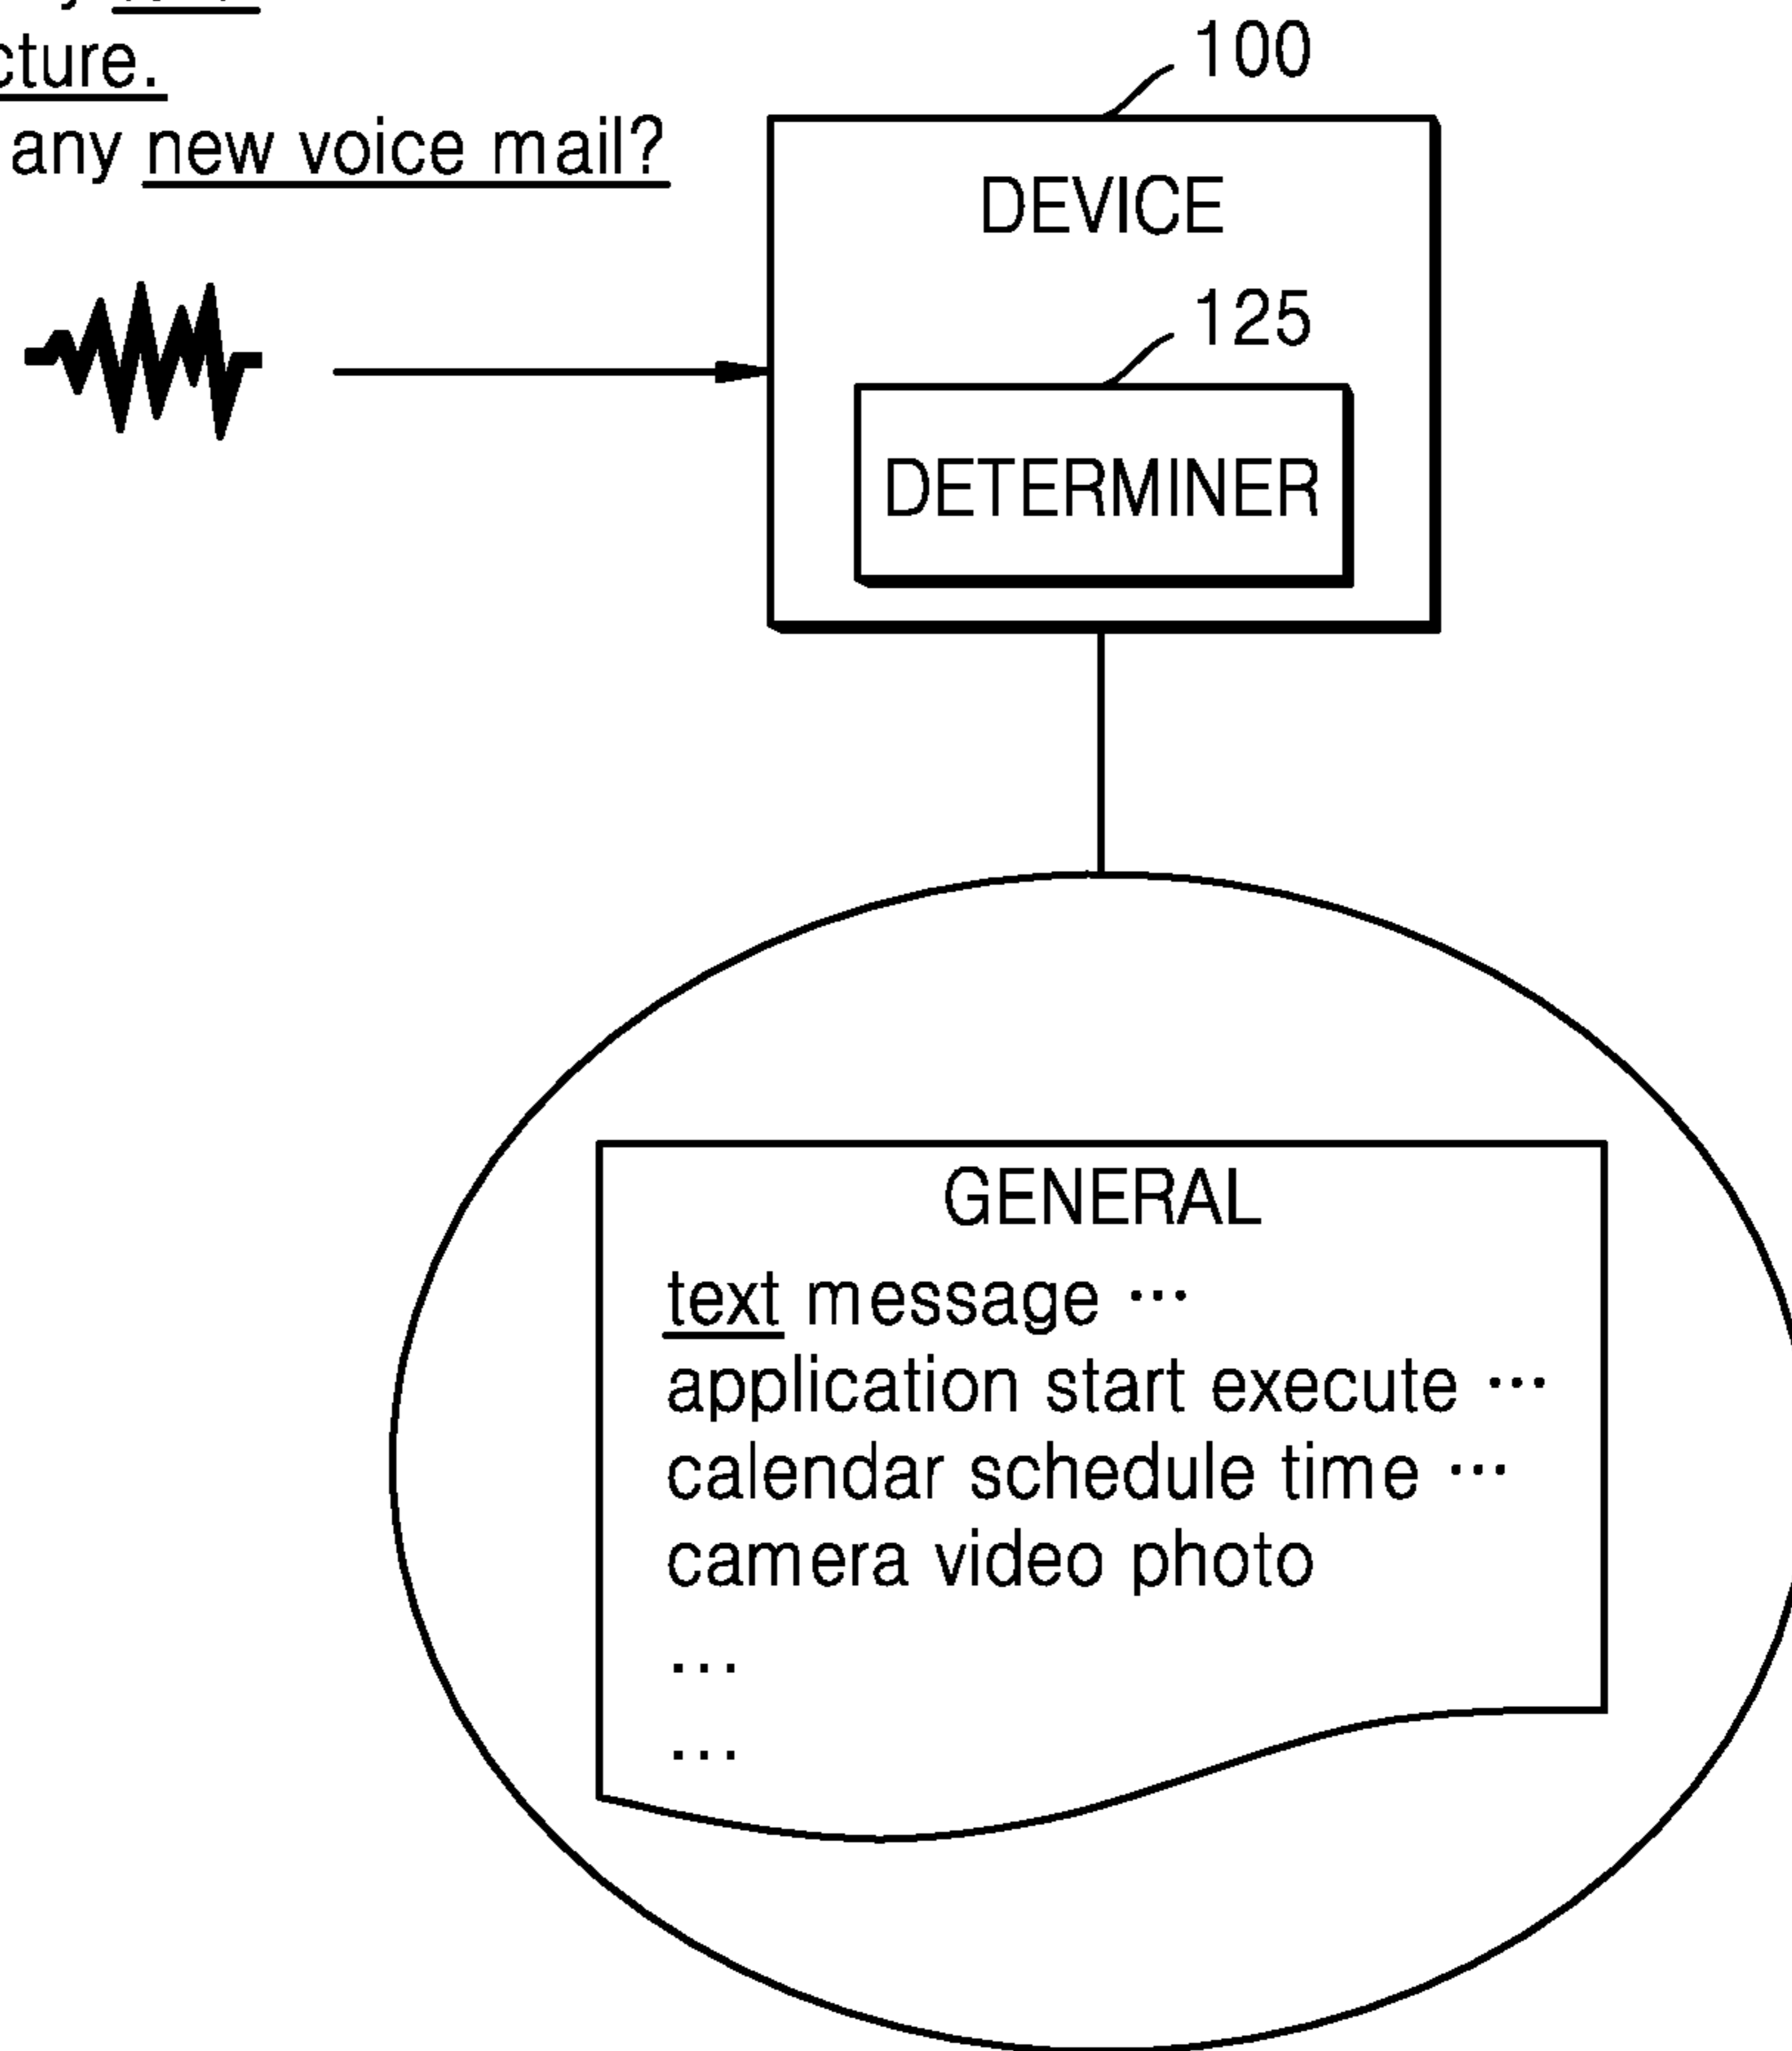 cture.
any new voice mail?
100
DEVICE
125
DETERMINER
GENERAL
text message ···
application start execute ···
calendar schedule time ···
camera video photo
...
...